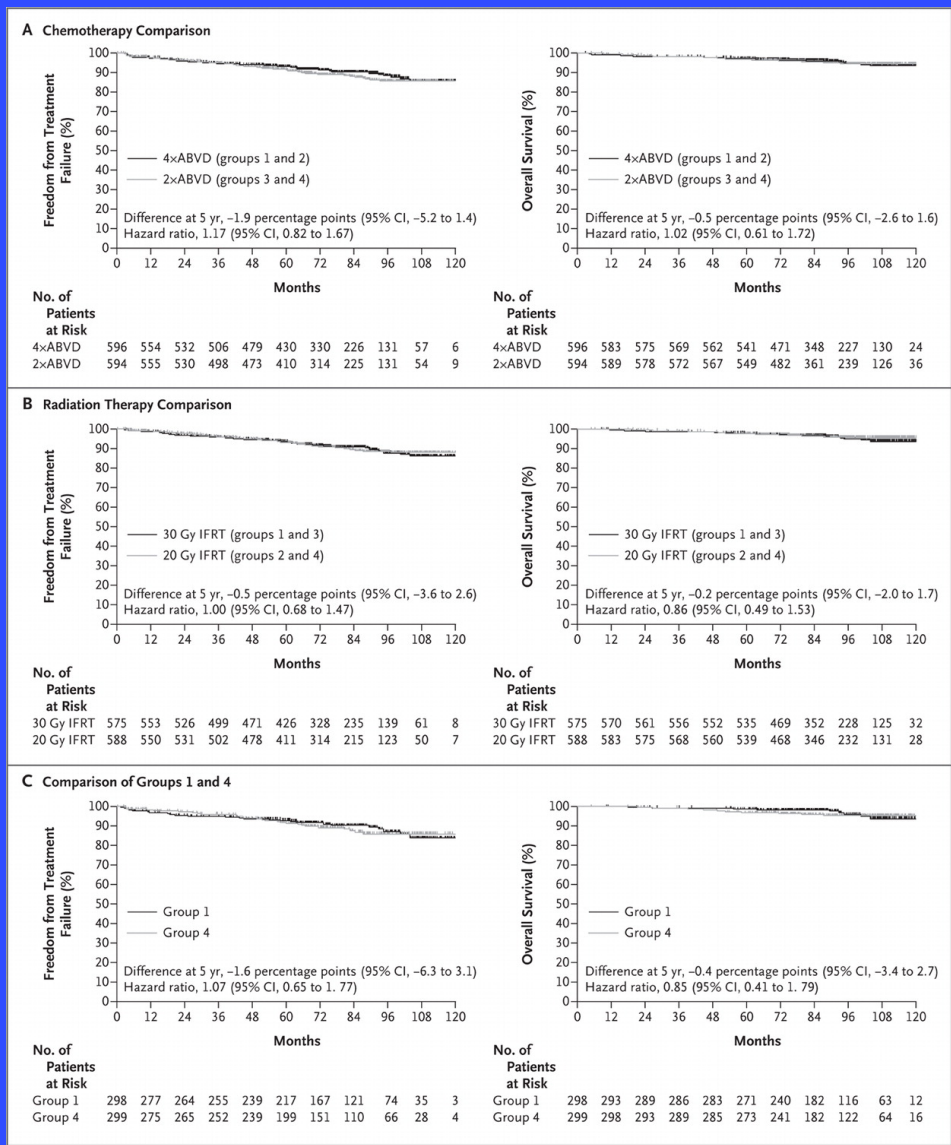 A Chemotherapy Comparison
Freedom from Treatment
Failure (%)
100
90
80
70
60
50
40
30
20
10
0
4×ABVD (groups 1 and 2)
2×ABVD (groups 3 and 4)
Difference at 5 yr, –1.9 percentage points (95% CI, –5.2 to 1.4)
Hazard ratio, 1.17 (95% CI, 0.82 to 1.67)
0 12 24 36 48 60 72 84 96 108 120
Months
No. of
Patients
at Risk
4×ABVD 596 554 532 506 479 430 330 226 131 57 6
2×ABVD 594 555 530 498 473 410 314 225 131 54 9
Overall Survival (%)
100
90
80
70
60
50
40
30
20
10
0
4×ABVD (groups 1 and 2)
2×ABVD (groups 3 and 4)
Difference at 5 yr, –0.5 percentage points (95% CI, –2.6 to 1.6)
Hazard ratio, 1.02 (95% CI, 0.61 to 1.72)
0 12 24 36 48 60 72 84 96 108 120
Months
No. of
Patients
at Risk
4×ABVD 596 583 575 569 562 541 471 348 227 130 24
2×ABVD 594 589 578 572 567 549 482 361 239 126 36
B Radiation Therapy Comparison
Freedom from Treatment
Failure (%)
100
90
80
70
60
50
40
30
20
10
0
30 Gy IFRT (groups 1 and 3)
20 Gy IFRT (groups 2 and 4)
Difference at 5 yr, –0.5 percentage points (95% CI, –3.6 to 2.6)
Hazard ratio, 1.00 (95% CI, 0.68 to 1.47)
0 12 24 36 48 60 72 84 96 108 120
Months
No. of
Patients
at Risk
30 Gy IFRT 575 553 526 499 471 426 328 235 139 61 8
20 Gy IFRT 588 550 531 502 478 411 314 215 123 50 7
Overall Survival (%)
100
90
80
70
60
50
40
30
20
10
0
30 Gy IFRT (groups 1 and 3)
20 Gy IFRT (groups 2 and 4)
Difference at 5 yr, –0.2 percentage points (95% CI, –2.0 to 1.7)
Hazard ratio, 0.86 (95% CI, 0.49 to 1.53)
0 12 24 36 48 60 72 84 96 108 120
Months
No. of
Patients
at Risk
30 Gy IFRT 575 570 561 556 552 535 469 352 228 125 32
20 Gy IFRT 588 583 575 568 560 539 468 346 232 131 28
C Comparison of Groups 1 and 4
Freedom from Treatment
Failure (%)
100
90
80
70
60
50
40
30
20
10
0
Group 1
Group 4
Difference at 5 yr, –1.6 percentage points (95% CI, –6.3 to 3.1)
Hazard ratio, 1.07 (95% CI, 0.65 to 1. 77)
0 12 24 36 48 60 72 84 96 108 120
Months
No. of
Patients
at Risk
Group 1 298 277 264 255 239 217 167 121 74 35 3
Group 4 299 275 265 252 239 199 151 110 66 28 4
Overall Survival (%)
100
90
80
70
60
50
40
30
20
10
0
Group 1
Group 4
Difference at 5 yr, –0.4 percentage points (95% CI, –3.4 to 2.7)
Hazard ratio, 0.85 (95% CI, 0.41 to 1. 79)
0 12 24 36 48 60 72 84 96 108 120
Months
No. of
Patients
at Risk
Group 1 298 293 289 286 283 271 240 182 116 63 12
Group 4 299 298 293 289 285 273 241 182 122 64 16